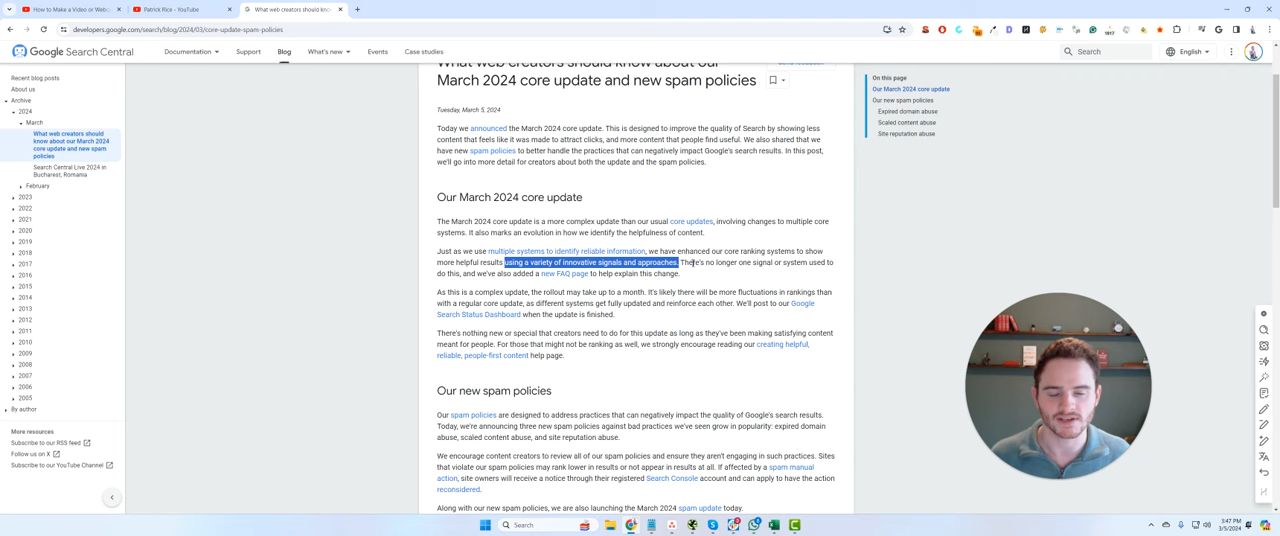 How to Make a Video or Webc
Patrick Rice - YouTube
What web creators should kno
developers.google.com/search/blog/2024/03/core-update-spam-policies
Google Search Central
Documentation
Support
Blog
What's new
Events
Case studies
Search
English
Recent blog posts
About us
Archive
2024
March
What web creators should
know about our March 2024
core update and new spam
policies
Search Central Live 2024 in
Bucharest, Romania
February
2023
2022
2021
2020
2019
2018
2017
2016
2015
2014
2013
2012
2011
2010
2009
2008
2007
2006
2005
By author
More resources
Subscribe to our RSS feed
Follow us on X
Subscribe to our YouTube Channel
What web creators should know about our
March 2024 core update and new spam policies
Tuesday, March 5, 2024
Today we announced the March 2024 core update. This is designed to improve the quality of Search by showing less
content that feels like it was made to attract clicks, and more content that people find useful. We also shared that we
have new spam policies to better handle the practices that can negatively impact Google's search results. In this post,
we'll go into more detail for creators about both the update and the spam policies.
Our March 2024 core update
The March 2024 core update is a more complex update than our usual core updates, involving changes to multiple core
systems. It also marks an evolution in how we identify the helpfulness of content.
Just as we use multiple systems to identify reliable information, we have enhanced our core ranking systems to show
more helpful results using a variety of innovative signals and approaches. There's no longer one signal or system used to
do this, and we've also added a new FAQ page to help explain this change.
As this is a complex update, the rollout may take up to a month. It's likely there will be more fluctuations in rankings than
with a regular core update, as different systems get fully updated and reinforce each other. We'll post to our Google
Search Status Dashboard when the update is finished.
There's nothing new or special that creators need to do for this update as long as they've been making satisfying content
meant for people. For those that might not be ranking as well, we strongly encourage reading our creating helpful,
reliable, people-first content help page.
Our new spam policies
Our spam policies are designed to address practices that can negatively impact the quality of Google's search results.
Today, we're announcing three new spam policies against bad practices we've seen grow in popularity: expired domain
abuse, scaled content abuse, and site reputation abuse.
We encourage content creators to review all of our spam policies and ensure they aren't engaging in such practices. Sites
that violate our spam policies may rank lower in results or not appear in results at all. If affected by a spam manual
action, site owners will receive a notice through their registered Search Console account and can apply to have the action
reconsidered.
Along with our new spam policies, we are also launching the March 2024 spam update today.
On this page
Our March 2024 core update
Our new spam policies
Expired domain abuse
Scaled content abuse
Site reputation abuse
Search
3:47 PM
3/5/2024